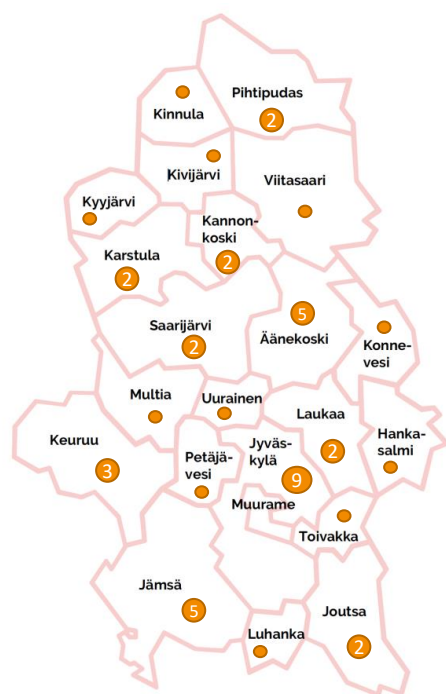 Pihtipudas
2
Kinnula
Kivijärvi
Viitasaari
Kyyjärvi
Kannon-
koski
2
Karstula
2
Saarijärvi
2
5
Äänekoski
Konne-
vesi
Multia
Uurainen
Laukaa
2
Hanka-
salmi
Keuruu
3
Petäjä-
vesi
Jyväs-
kylä
9
Muurame
Toivakka
Jämsä
5
Luhanka
Joutsa
2